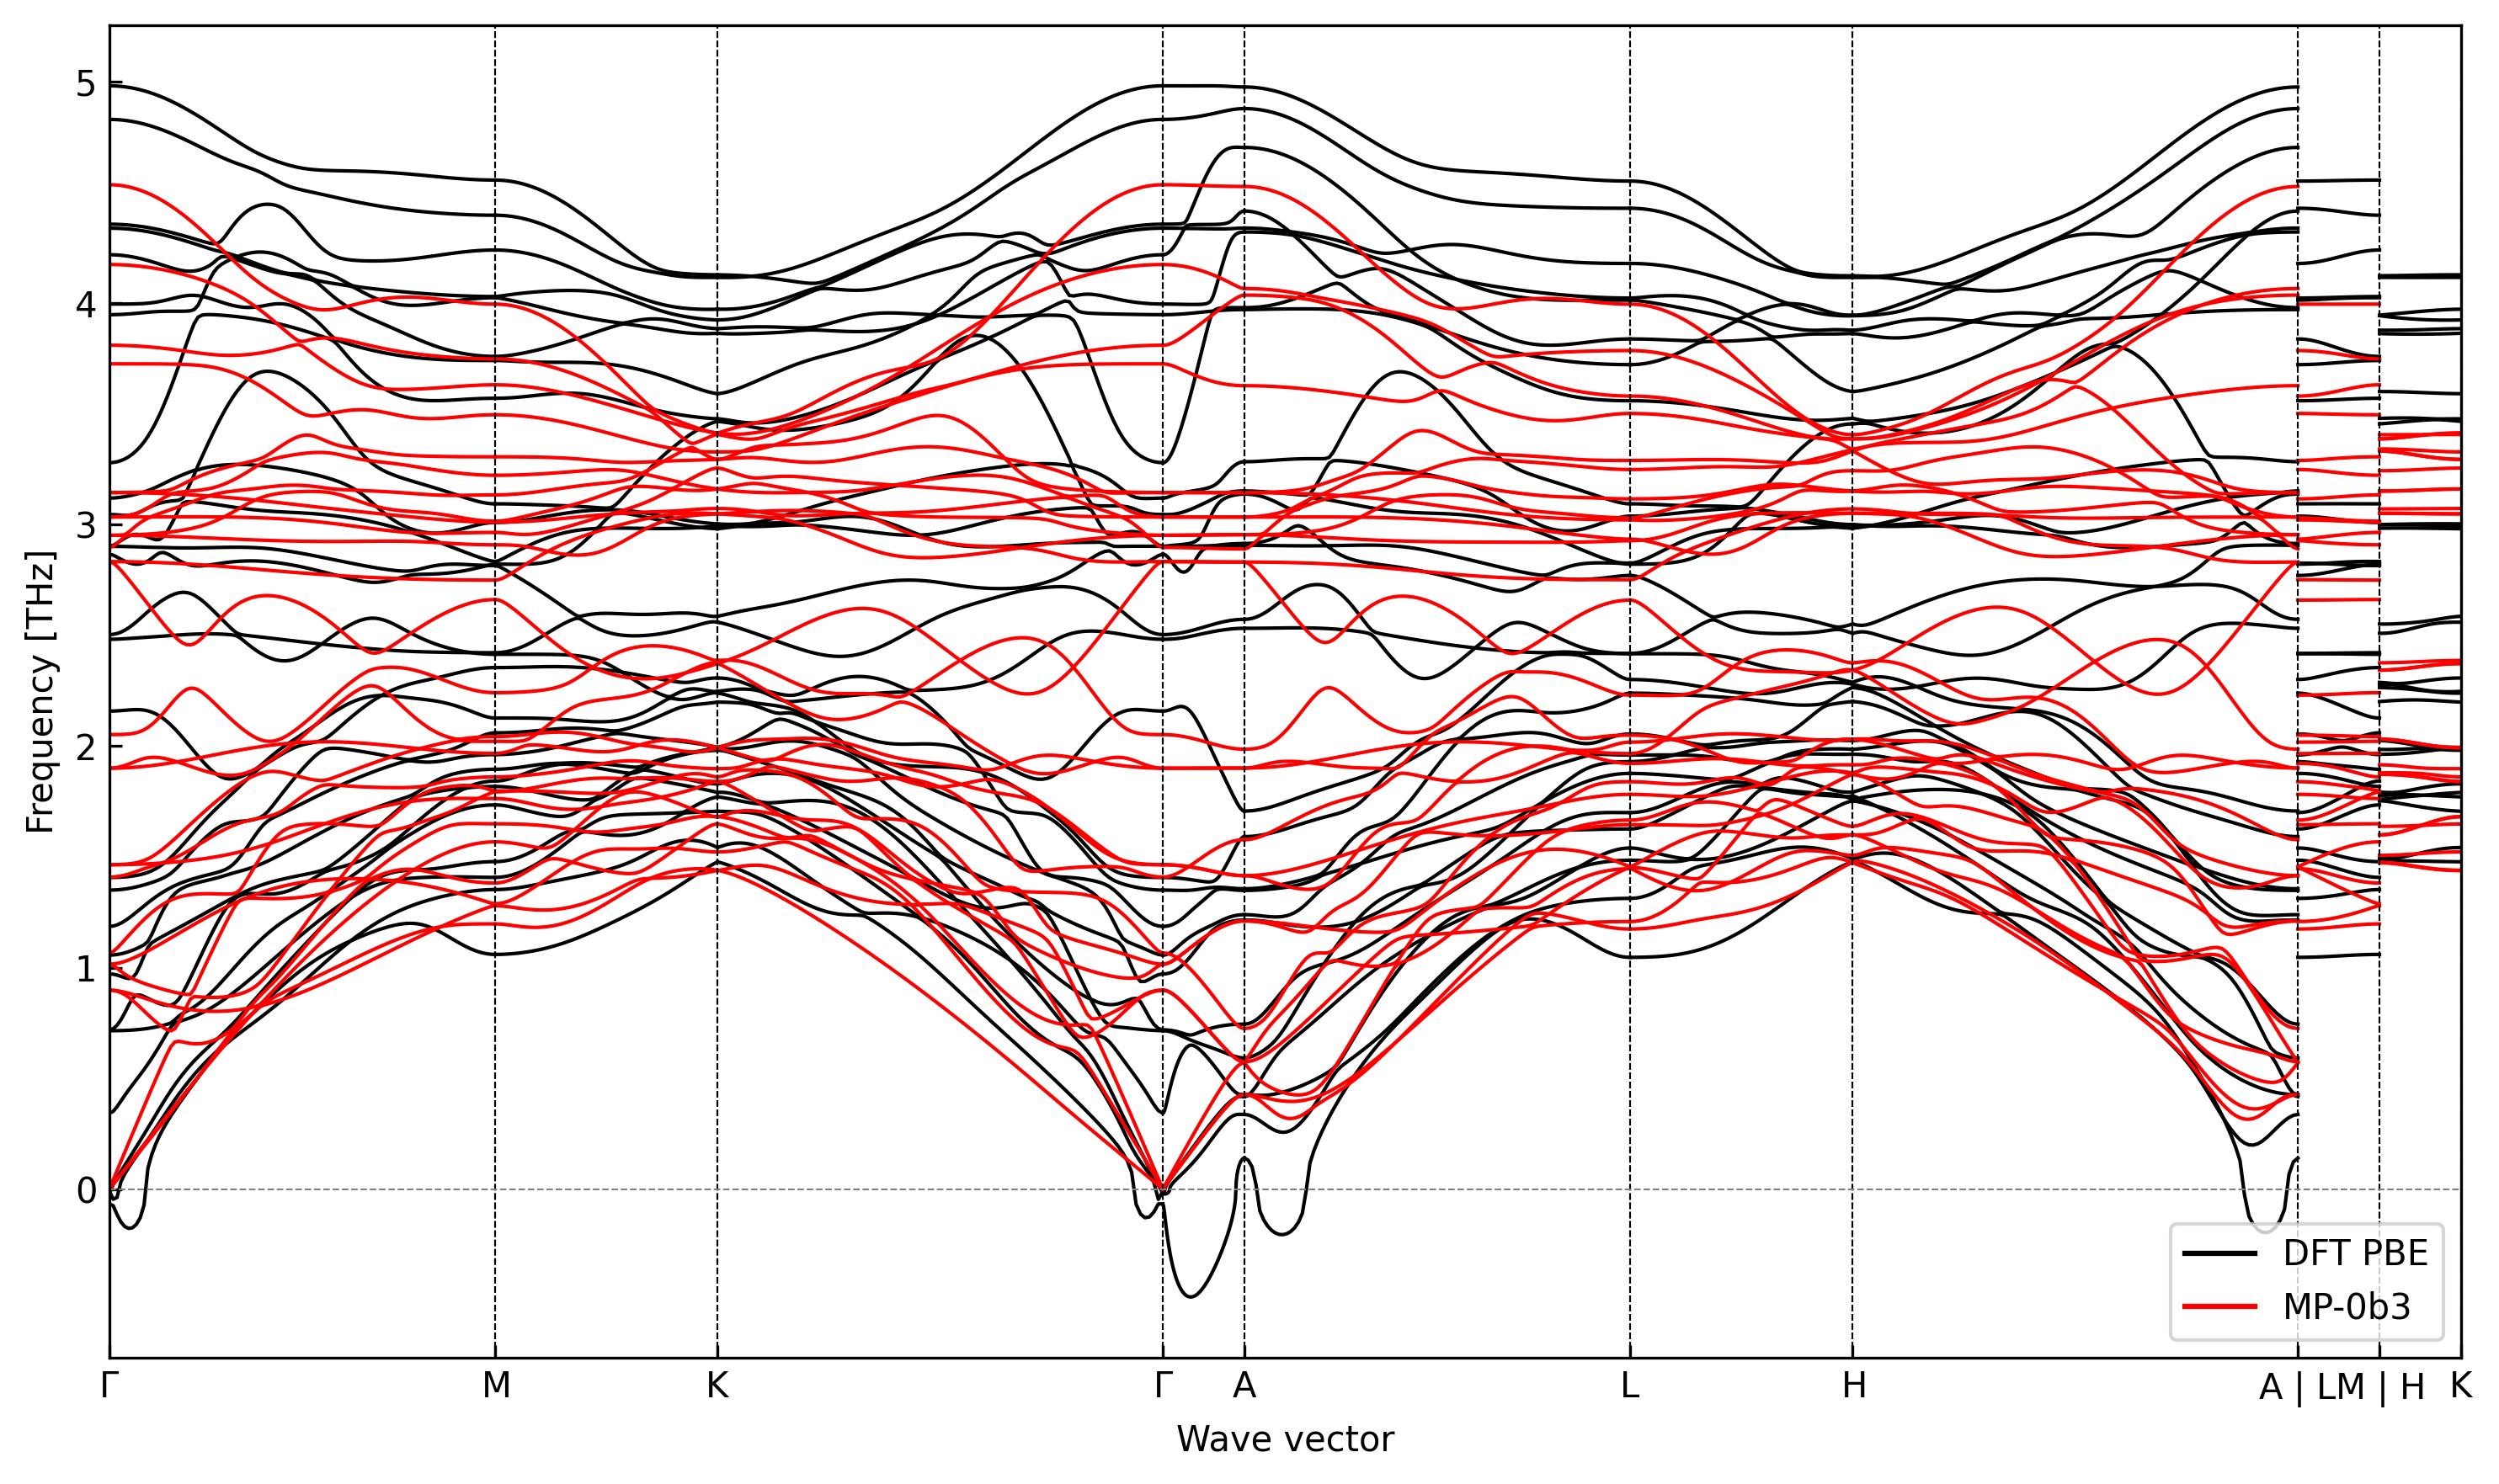 5
4
3
2
1
0
Frequency [THz]
DFT PBE
MP-0b3
Γ M K Γ A L H A | LM | H K
Wave vector